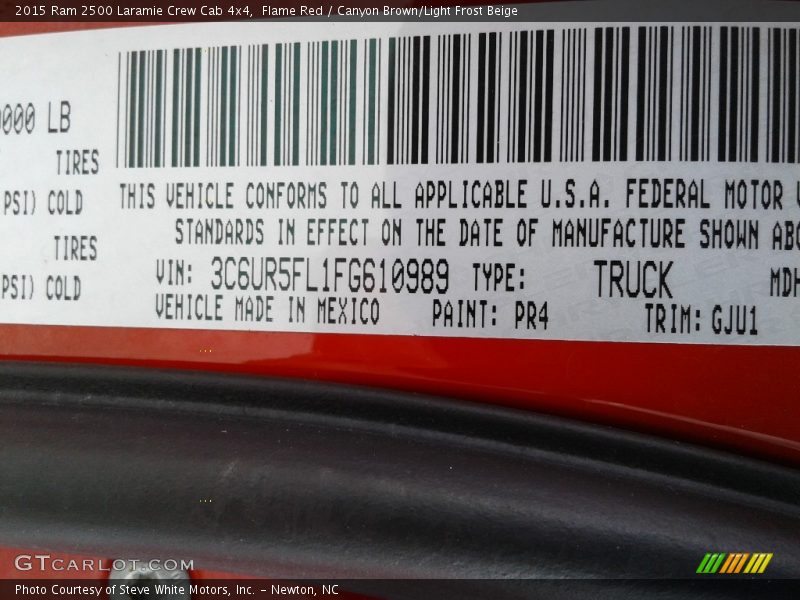 2015 Ram 2500 Laramie Crew Cab 4x4, Flame Red / Canyon Brown/Light Frost Beige
000 LB
TIRES
PSI) COLD
TIRES
PSI) COLD
THIS VEHICLE CONFORMS TO ALL APPLICABLE U.S.A. FEDERAL MOTOR
STANDARDS IN EFFECT ON THE DATE OF MANUFACTURE SHOWN ABO
VIN: 3C6UR5FL1FG610989 TYPE: TRUCK MDH
VEHICLE MADE IN MEXICO PAINT: PR4 TRIM: GJU1
GTCARLOT.COM
Photo Courtesy of Steve White Motors, Inc. – Newton, NC